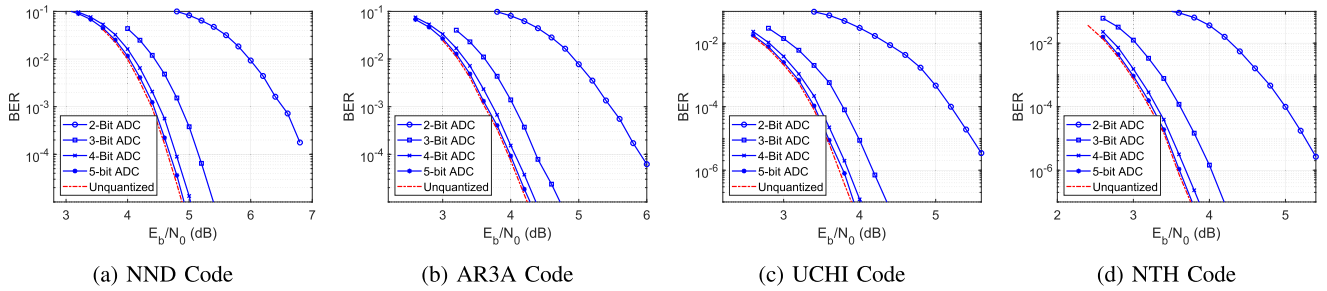 10^-1
10^-2
10^-3
10^-4
BER
2-Bit ADC
3-Bit ADC
4-Bit ADC
5-bit ADC
Unquantized
3 4 5 6 7
E_b/N_0 (dB)
(a) NND Code
10^-1
10^-2
10^-3
10^-4
BER
2-Bit ADC
3-Bit ADC
4-Bit ADC
5-bit ADC
Unquantized
3 4 5 6
E_b/N_0 (dB)
(b) AR3A Code
10^-2
10^-4
10^-6
BER
2-Bit ADC
3-Bit ADC
4-Bit ADC
5-bit ADC
Unquantized
3 4 5
E_b/N_0 (dB)
(c) UCHI Code
10^-2
10^-4
10^-6
BER
2-Bit ADC
3-Bit ADC
4-Bit ADC
5-bit ADC
Unquantized
2 3 4 5
E_b/N_0 (dB)
(d) NTH Code